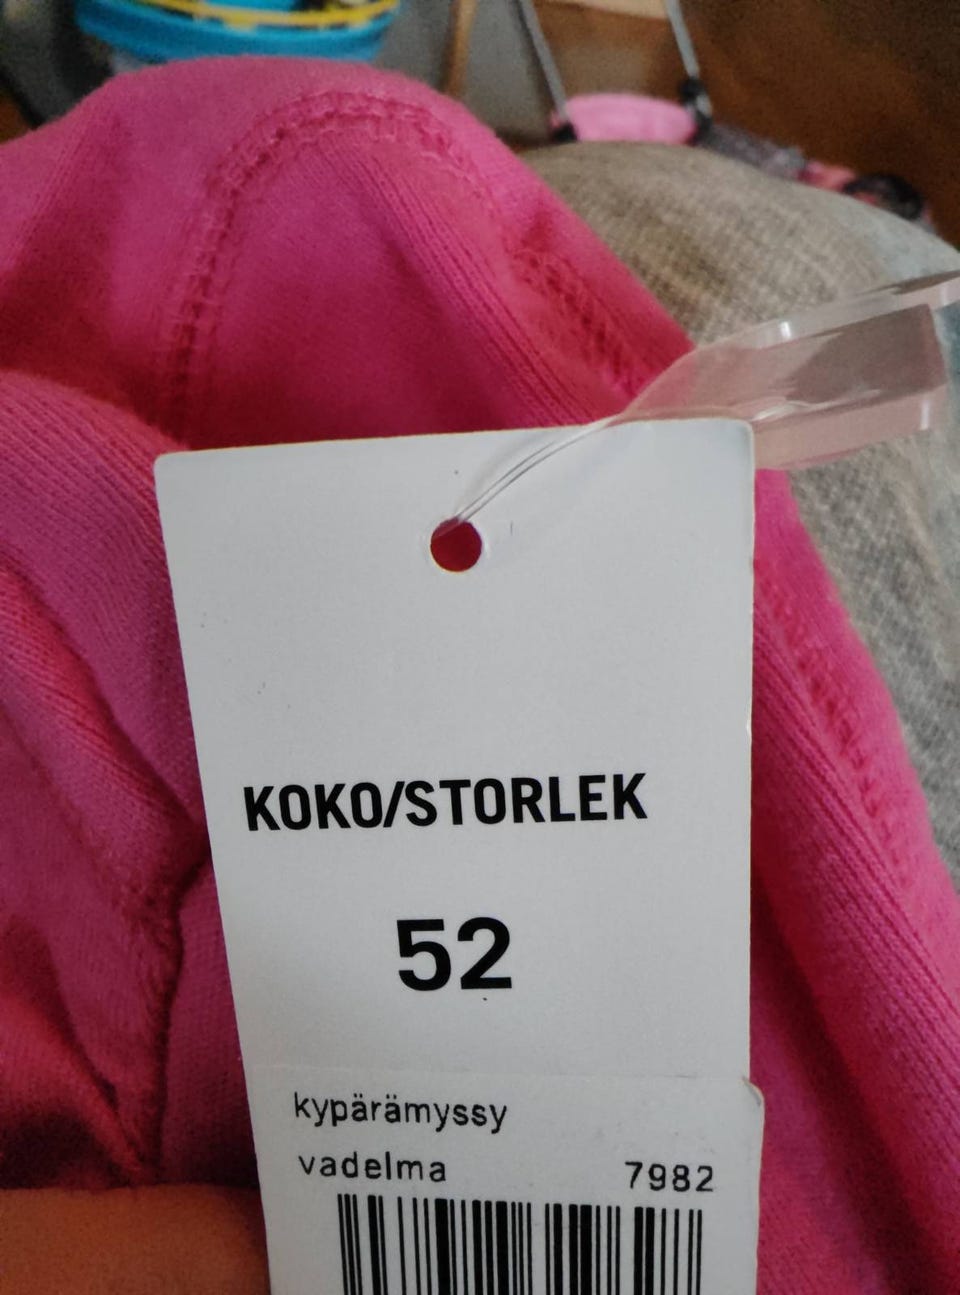 KOKO/STORLEK
52
kypärämyssy
vadelma 7982